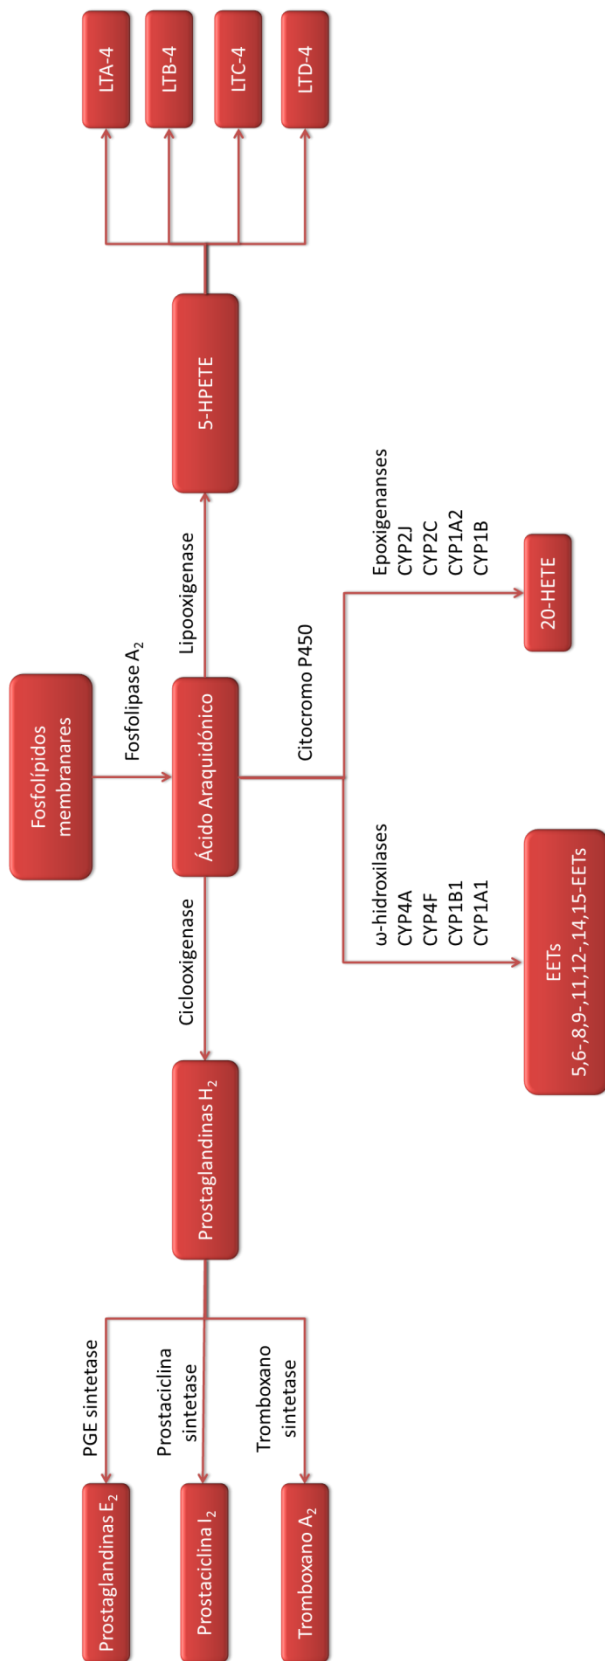 Fosfolípidos
membranares
Fosfolipase A₂
Ácido Araquidónico
Ciclooxigenase
Lipooxigenase
Citocromo P450
Prostaglandinas H₂
PGE sintetase
Prostaciclina
sintetase
Tromboxano
sintetase
Prostaglandinas E₂
Prostaciclina I₂
Tromboxano A₂
5-HPETE
LTA-4
LTB-4
LTC-4
LTD-4
ω-hidroxilases
CYP4A
CYP4F
CYP1B1
CYP1A1
EETs
5,6-,8,9-,11,12-,14,15-EETs
Epoxigenanses
CYP2J
CYP2C
CYP1A2
CYP1B
20-HETE